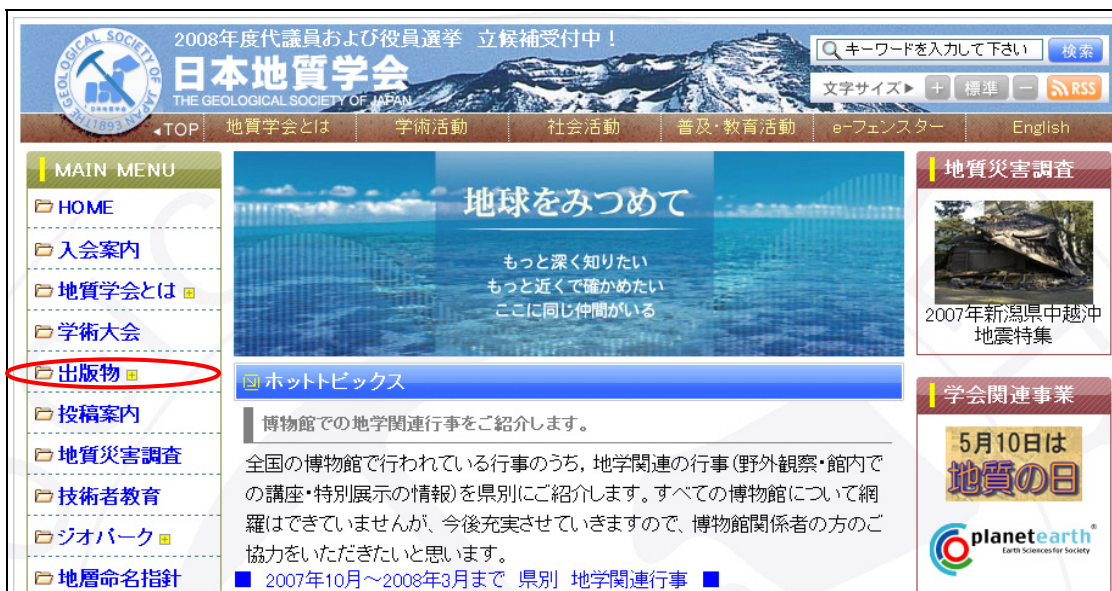 2008年度代議員および役員選挙 立候補受付中！
日本地質学会
THE GEOLOGICAL SOCIETY OF JAPAN
GEOLOGICAL SOCIETY OF JAPAN
1893
キーワードを入力して下さい 検索
文字サイズ▶ + 標準 - RSS
◂TOP 地質学会とは 学術活動 社会活動 普及・教育活動 e-フェンスター English
MAIN MENU
HOME
入会案内
地質学会とは
学術大会
出版物
投稿案内
地質災害調査
技術者教育
ジオパーク
地層命名指針
地球をみつめて
もっと深く知りたい
もっと近くで確かめたい
ここに同じ仲間がいる
ホットトピックス
博物館での地学関連行事をご紹介します。
全国の博物館で行われている行事のうち，地学関連の行事（野外観察・館内で
の講座・特別展示の情報）を県別にご紹介します。すべての博物館について網
羅はできていませんが、今後充実させていきますので、博物館関係者の方のご
協力をいただきたいと思います。
■ 2007年10月～2008年3月まで 県別 地学関連行事 ■
地質災害調査
2007年新潟県中越沖
地震特集
学会関連事業
5月10日は
地質の日
planetearth
Earth Sciences for Society